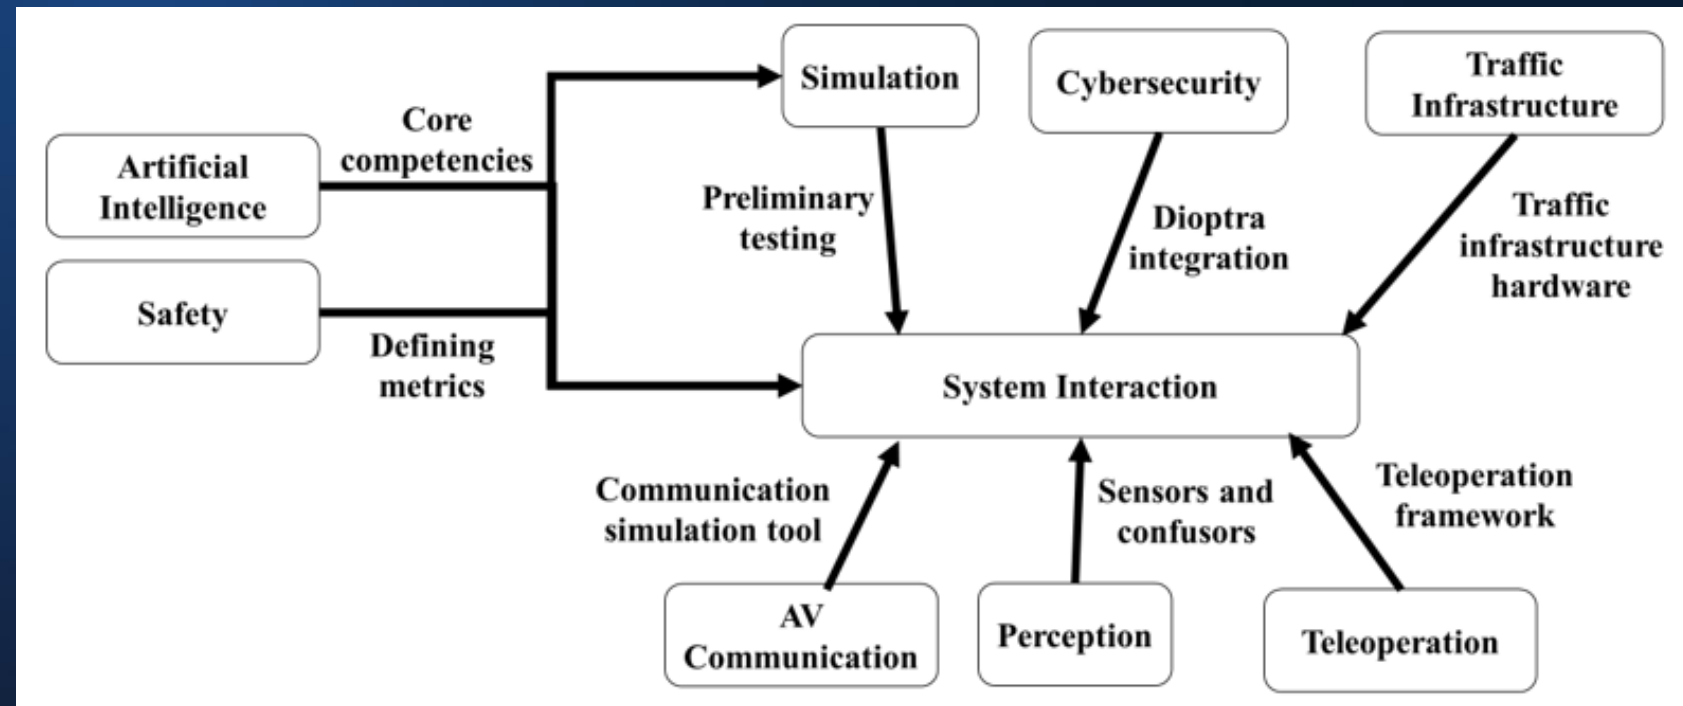 Simulation
Cybersecurity
Traffic
Infrastructure
Core
competencies
Artificial
Intelligence
Preliminary
testing
Dioptra
integration
Traffic
infrastructure
hardware
Safety
Defining
metrics
System Interaction
Communication
simulation tool
Sensors and
confusors
Teleoperation
framework
AV
Communication
Perception
Teleoperation